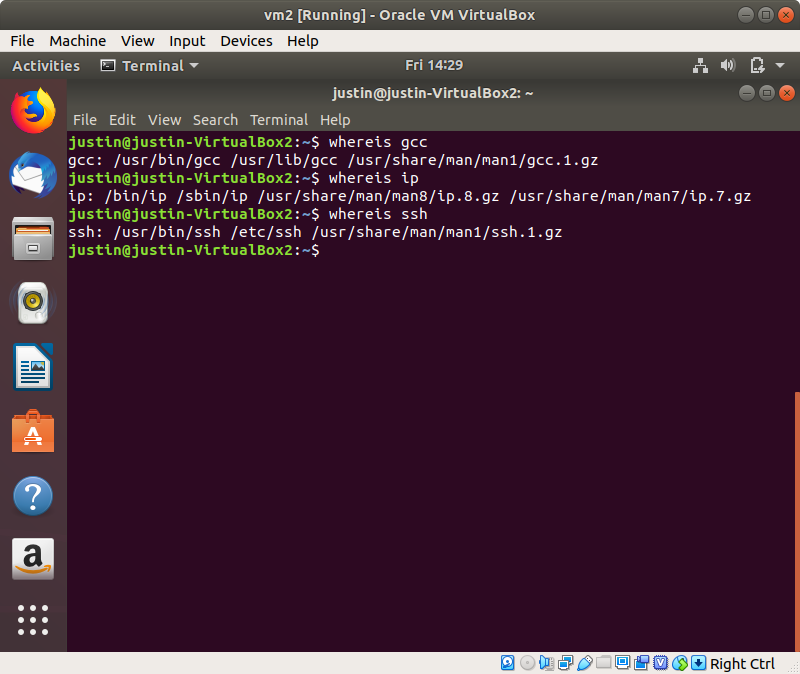 vm2 [Running] - Oracle VM VirtualBox
File Machine View Input Devices Help
Activities Terminal Fri 14:29
justin@justin-VirtualBox2: ~
File Edit View Search Terminal Help
justin@justin-VirtualBox2:~$ whereis gcc
gcc: /usr/bin/gcc /usr/lib/gcc /usr/share/man/man1/gcc.1.gz
justin@justin-VirtualBox2:~$ whereis ip
ip: /bin/ip /sbin/ip /usr/share/man/man8/ip.8.gz /usr/share/man/man7/ip.7.gz
justin@justin-VirtualBox2:~$ whereis ssh
ssh: /usr/bin/ssh /etc/ssh /usr/share/man/man1/ssh.1.gz
justin@justin-VirtualBox2:~$
Right Ctrl